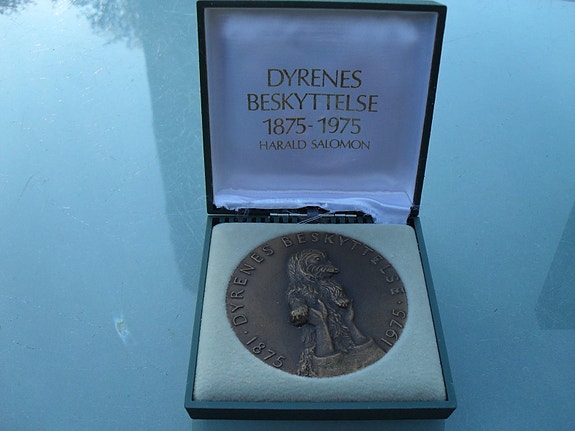 DYRENES
BESKYTTELSE
1875-1975
HARALD SALOMON
· DYRENES BESKYTTELSE ·
1875
1975